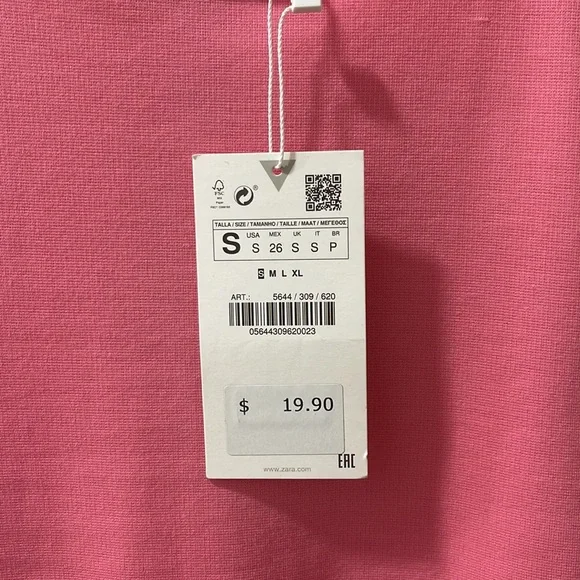 FSC
®
TALLA / SIZE / TAMANHO / TAILLE / MAAT / ΜΕΓΕΘΟΣ
S USA S MEX 26 UK S IT S BR P
S M L XL
ART.: 5644 / 309 / 620
05644309620023
$ 19.90
EAC
www.zara.com